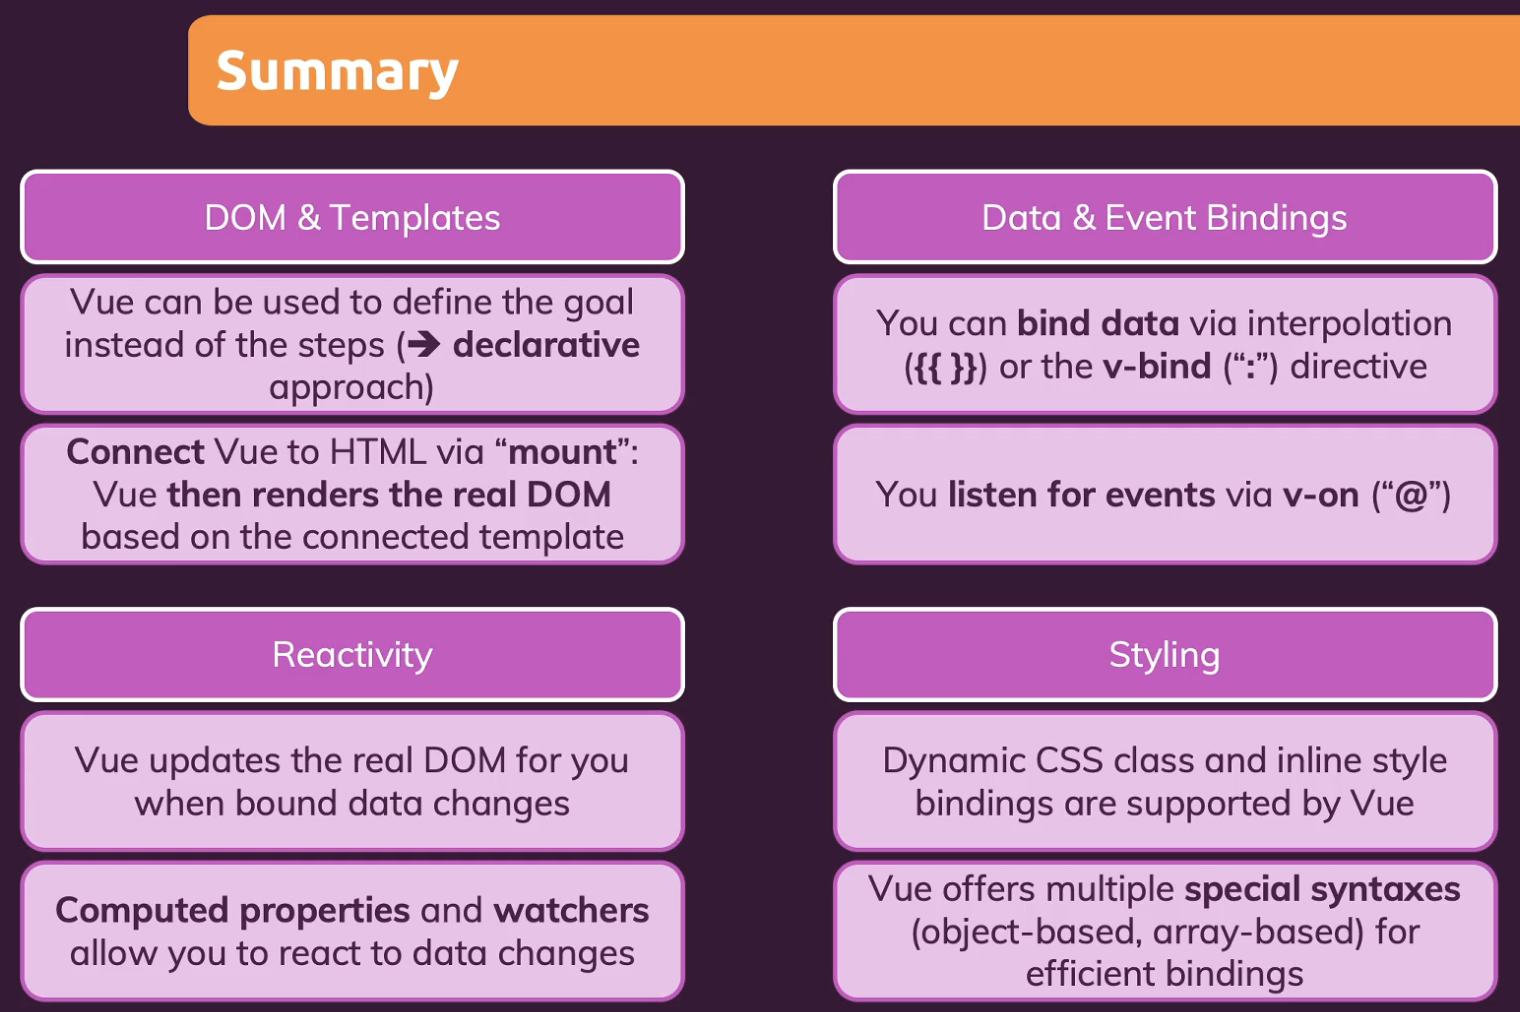 Summary
DOM & Templates
Vue can be used to define the goal
instead of the steps (➔ declarative
approach)
Connect Vue to HTML via “mount”:
Vue then renders the real DOM
based on the connected template
Data & Event Bindings
You can bind data via interpolation
({{ }}) or the v-bind (“:”) directive
You listen for events via v-on (“@”)
Reactivity
Vue updates the real DOM for you
when bound data changes
Computed properties and watchers
allow you to react to data changes
Styling
Dynamic CSS class and inline style
bindings are supported by Vue
Vue offers multiple special syntaxes
(object-based, array-based) for
efficient bindings